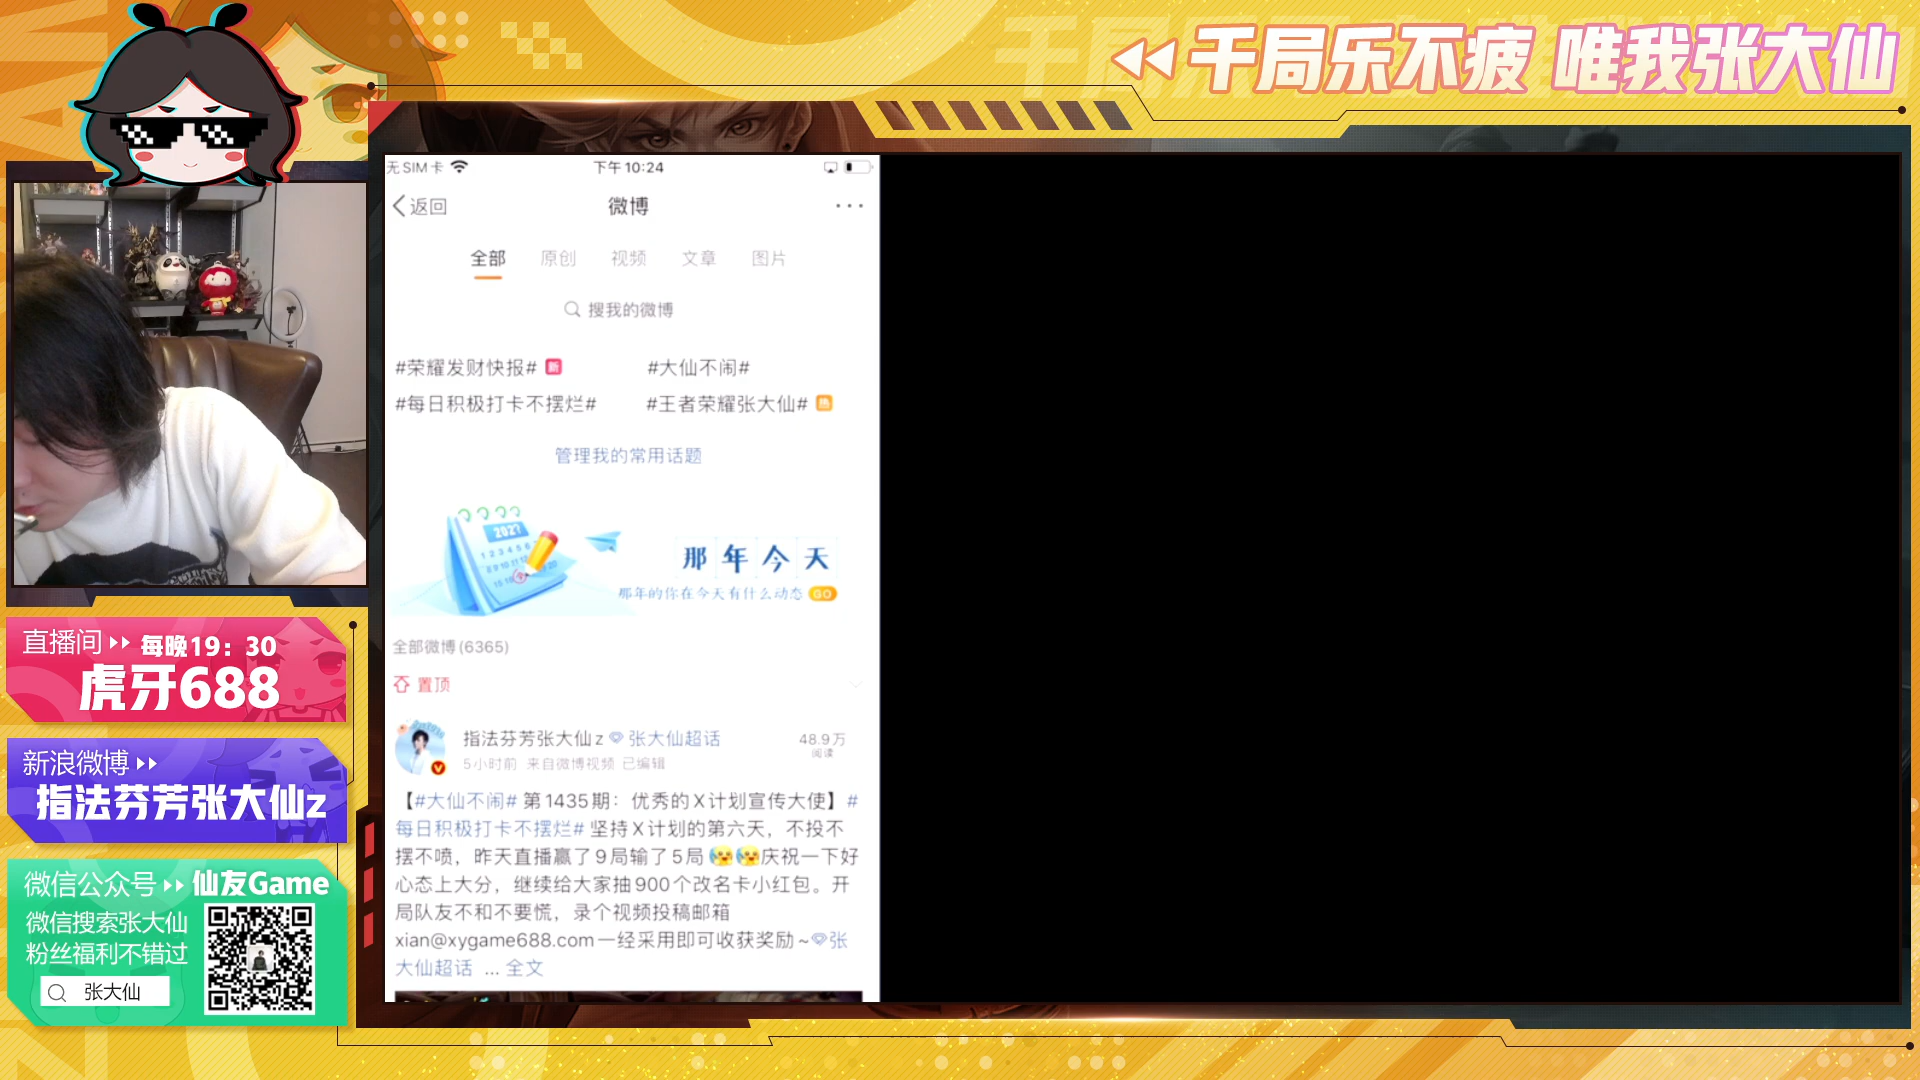 千局乐不疲 唯我张大仙
无SIM卡
下午10:24
返回
微博
全部
原创
视频
文章
图片
搜我的微博
#荣耀发财快报# 新
#大仙不闹#
#每日积极打卡不摆烂#
#王者荣耀张大仙# 热
管理我的常用话题
那年今天
那年的你在今天有什么动态 GO
全部微博(6365)
置顶
指法芬芳张大仙z 张大仙超话
48.9万
阅读
5小时前 来自微博视频 已编辑
【#大仙不闹# 第1435期：优秀的X计划宣传大使】#
每日积极打卡不摆烂# 坚持X计划的第六天，不投不
摆不喷，昨天直播赢了9局输了5局庆祝一下好
心态上大分，继续给大家抽900个改名卡小红包。开
局队友不和不要慌，录个视频投稿邮箱
xian@xygame688.com一经采用即可收获奖励~张
大仙超话 ... 全文
直播间 每晚19：30
虎牙688
新浪微博
指法芬芳张大仙z
微信公众号 仙友Game
微信搜索张大仙
粉丝福利不错过
张大仙